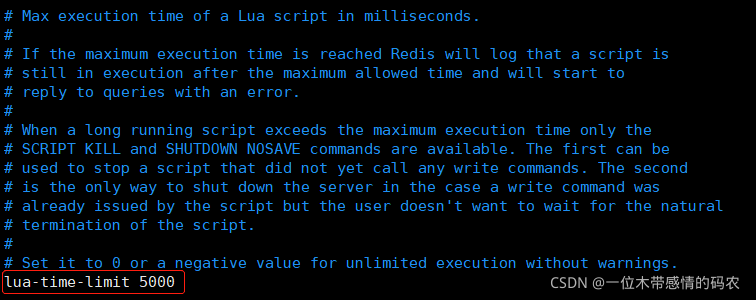 # Max execution time of a Lua script in milliseconds.
#
# If the maximum execution time is reached Redis will log that a script is
# still in execution after the maximum allowed time and will start to
# reply to queries with an error.
#
# When a long running script exceeds the maximum execution time only the
# SCRIPT KILL and SHUTDOWN NOSAVE commands are available. The first can be
# used to stop a script that did not yet call any write commands. The second
# is the only way to shut down the server in the case a write command was
# already issued by the script but the user doesn't want to wait for the natural
# termination of the script.
#
# Set it to 0 or a negative value for unlimited execution without warnings.
lua-time-limit 5000
CSDN @一位木带感情的码农